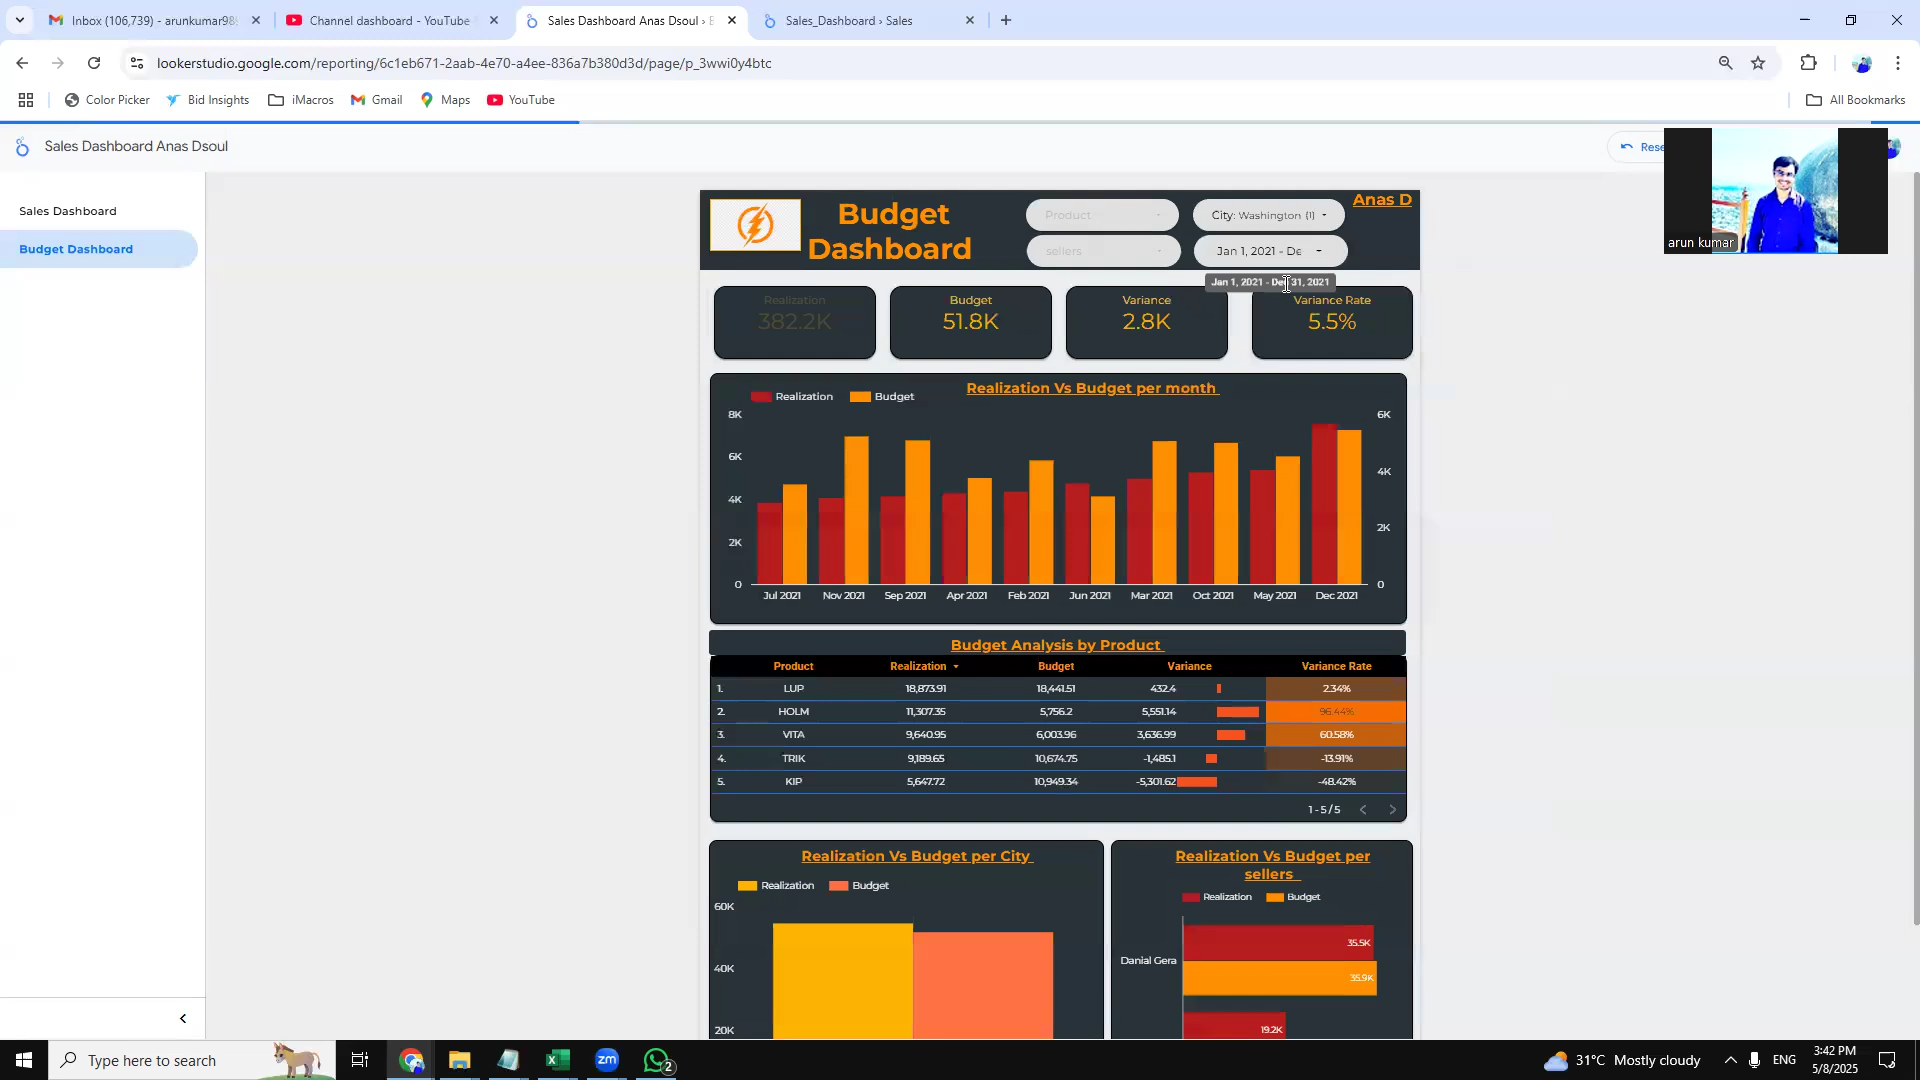 Inbox (106,739) - arunkumar98
Channel dashboard - YouTube
Sales Dashboard Anas Dsoul › B
Sales_Dashboard › Sales
lookerstudio.google.com/reporting/6c1eb671-2aab-4e70-a4ee-836a7b380d3d/page/p_3wwi0y4btc
Color Picker
Bid Insights
iMacros
Gmail
Maps
YouTube
All Bookmarks
Sales Dashboard Anas Dsoul
Rese
arun kumar
Sales Dashboard
Budget Dashboard
Budget
Dashboard
Product
City: Washington (1)
Anas D
sellers
Jan 1, 2021 - De
Jan 1, 2021 - Dec 31, 2021
Realization
382.2K
Budget
51.8K
Variance
2.8K
Variance Rate
5.5%
Realization Vs Budget per month
Realization
Budget
8K
6K
4K
2K
0
6K
4K
2K
0
Jul 2021
Nov 2021
Sep 2021
Apr 2021
Feb 2021
Jun 2021
Mar 2021
Oct 2021
May 2021
Dec 2021
Budget Analysis by Product
Product Realization Budget Variance Variance Rate
1. LUP 18,873.91 18,441.51 432.4 2.34%
2. HOLM 11,307.35 5,756.2 5,551.14 96.44%
3. VITA 9,640.95 6,003.96 3,636.99 60.58%
4. TRIK 9,189.65 10,674.75 -1,485.1 -13.91%
5. KIP 5,647.72 10,949.34 -5,301.62 -48.42%
1 - 5 / 5
Realization Vs Budget per City
Realization
Budget
60K
40K
20K
Realization Vs Budget per
sellers
Realization
Budget
Danial Gera
35.5K
35.9K
19.2K
Type here to search
2
31°C Mostly cloudy
ENG
3:42 PM
5/8/2025